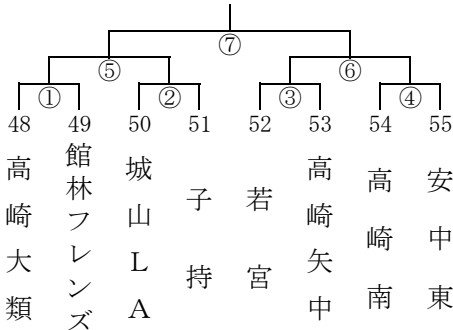 ⑦
⑤ ⑥
① ② ③ ④
48 49 50 51 52 53 54 55
高崎大類
館林フレンズ
城山LA
子持
若宮
高崎矢中
高崎南
安中東